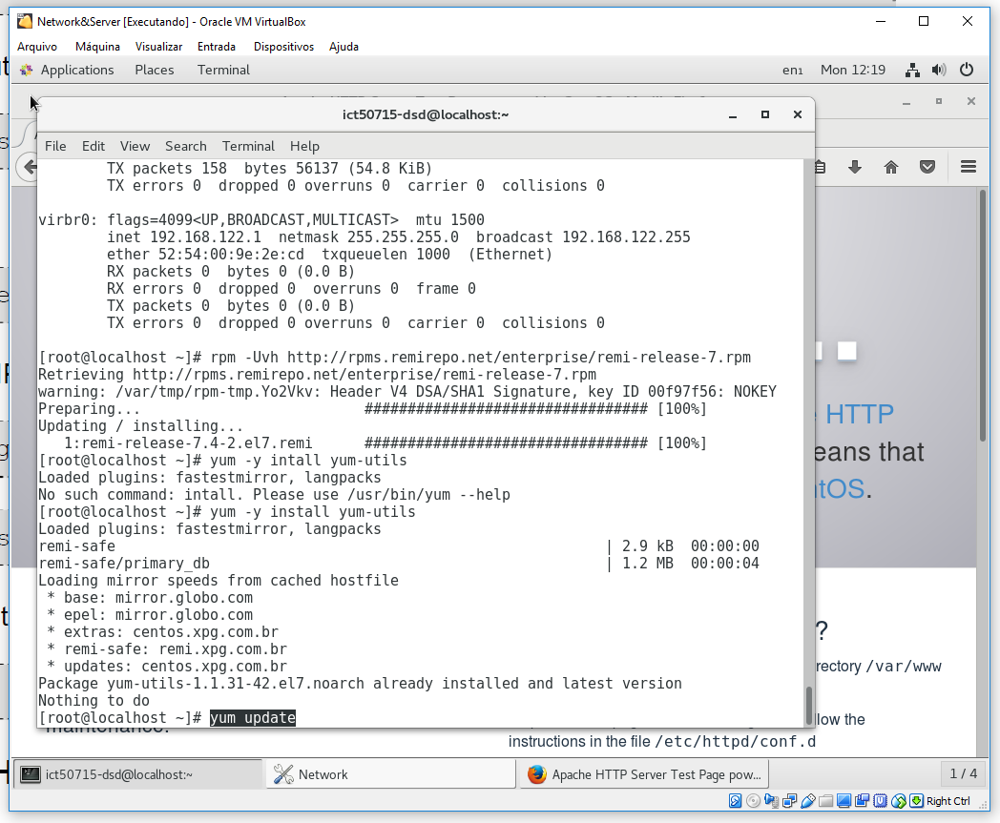 Network&Server [Executando] - Oracle VM VirtualBox
Arquivo Máquina Visualizar Entrada Dispositivos Ajuda
Applications Places Terminal en1 Mon 12:19
ict50715-dsd@localhost:~
File Edit View Search Terminal Help
TX packets 158  bytes 56137 (54.8 KiB)
TX errors 0  dropped 0 overruns 0  carrier 0  collisions 0
virbr0: flags=4099<UP,BROADCAST,MULTICAST>  mtu 1500
inet 192.168.122.1  netmask 255.255.255.0  broadcast 192.168.122.255
ether 52:54:00:9e:2e:cd  txqueuelen 1000  (Ethernet)
RX packets 0  bytes 0 (0.0 B)
RX errors 0  dropped 0  overruns 0  frame 0
TX packets 0  bytes 0 (0.0 B)
TX errors 0  dropped 0 overruns 0  carrier 0  collisions 0
[root@localhost ~]# rpm -Uvh http://rpms.remirepo.net/enterprise/remi-release-7.rpm
Retrieving http://rpms.remirepo.net/enterprise/remi-release-7.rpm
warning: /var/tmp/rpm-tmp.Yo2Vkv: Header V4 DSA/SHA1 Signature, key ID 00f97f56: NOKEY
Preparing... ################################# [100%]
Updating / installing...
1:remi-release-7.4-2.el7.remi ################################# [100%]
[root@localhost ~]# yum -y intall yum-utils
Loaded plugins: fastestmirror, langpacks
No such command: intall. Please use /usr/bin/yum --help
[root@localhost ~]# yum -y install yum-utils
Loaded plugins: fastestmirror, langpacks
remi-safe | 2.9 kB  00:00:00
remi-safe/primary_db | 1.2 MB  00:00:04
Loading mirror speeds from cached hostfile
* base: mirror.globo.com
* epel: mirror.globo.com
* extras: centos.xpg.com.br
* remi-safe: remi.xpg.com.br
* updates: centos.xpg.com.br
Package yum-utils-1.1.31-42.el7.noarch already installed and latest version
Nothing to do
[root@localhost ~]# yum update
HTTP
eans that
tOS.
?
rectory /var/www
low the
instructions in the file /etc/httpd/conf.d
ict50715-dsd@localhost:~ Network Apache HTTP Server Test Page pow... 1 / 4
Right Ctrl